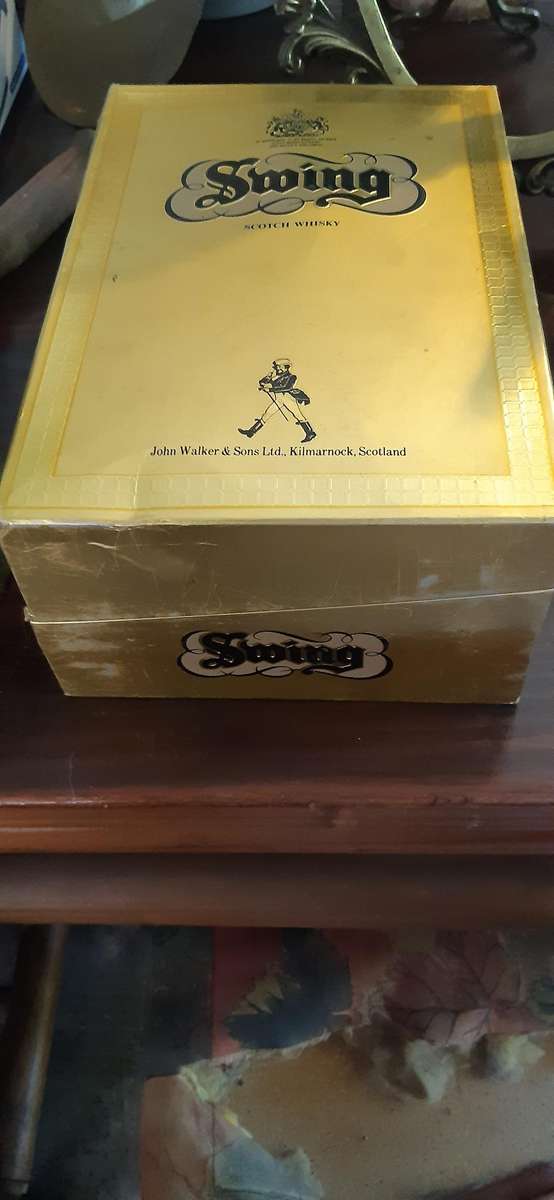 Swing
SCOTCH WHISKY
John Walker & Sons Ltd., Kilmarnock, Scotland
Swing